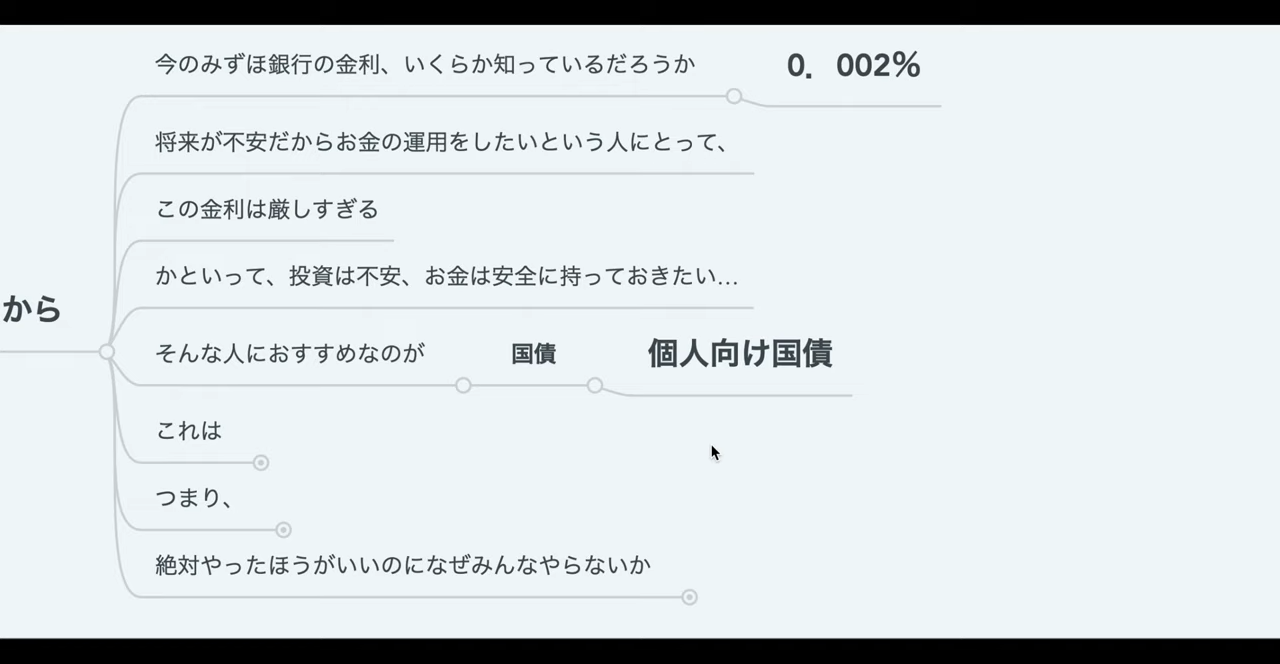 今のみずほ銀行の金利、いくらか知っているだろうか
0．002%
将来が不安だからお金の運用をしたいという人にとって、
この金利は厳しすぎる
かといって、投資は不安、お金は安全に持っておきたい…
から
そんな人におすすめなのが
国債
個人向け国債
これは
つまり、
絶対やったほうがいいのになぜみんなやらないか